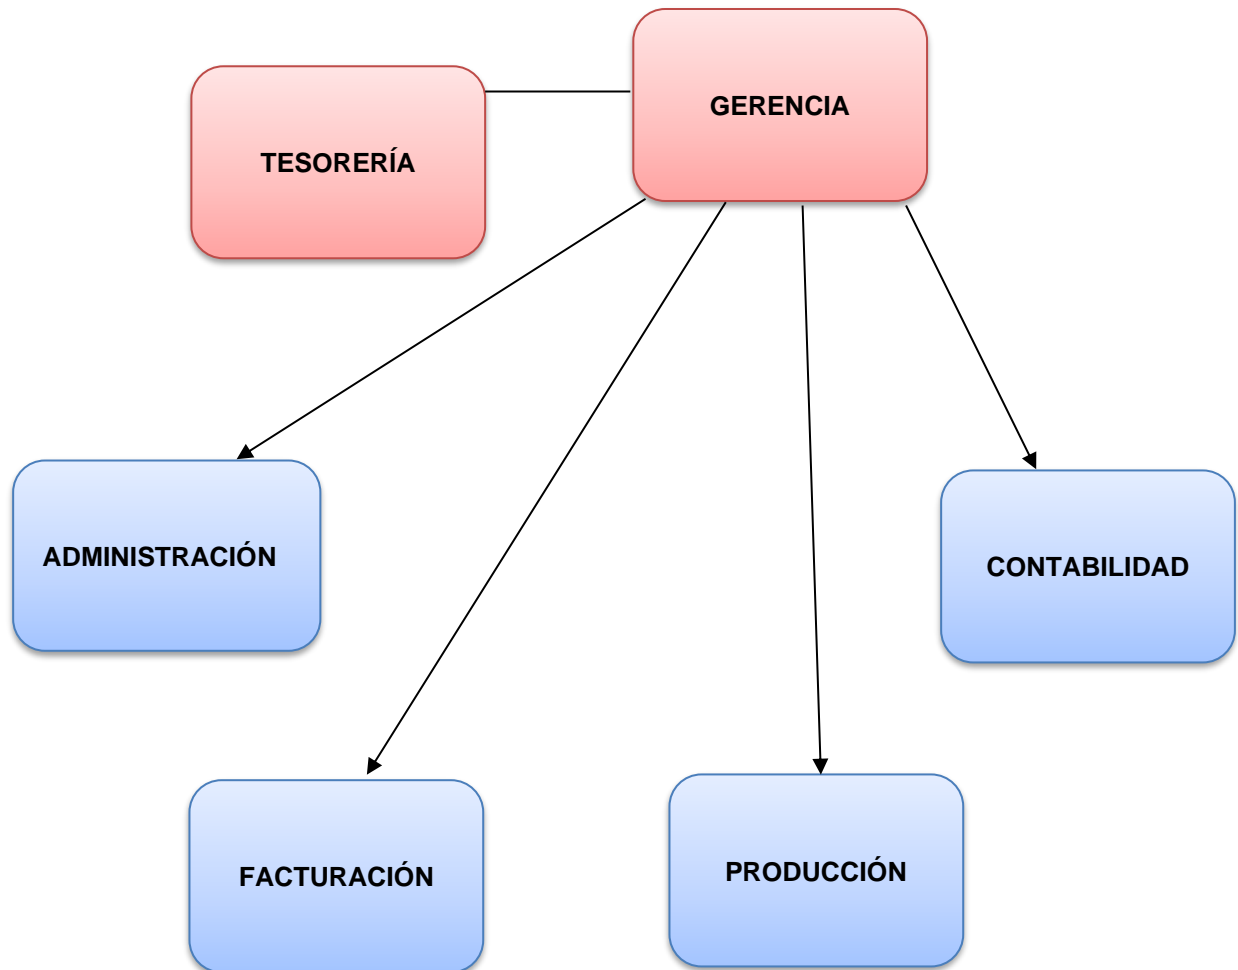 GERENCIA
TESORERÍA
ADMINISTRACIÓN
CONTABILIDAD
FACTURACIÓN
PRODUCCIÓN